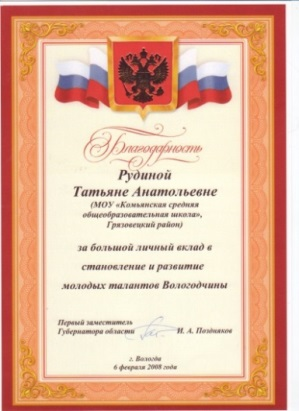 Благодарность
Рудиной
Татьяне Анатольевне
(МОУ «Комьянская средняя
общеобразовательная школа»,
Грязовецкий район)
за большой личный вклад в
становление и развитие
молодых талантов Вологодчины
Первый заместитель
Губернатора области Н. А. Поздняков
г. Вологда
6 февраля 2008 года